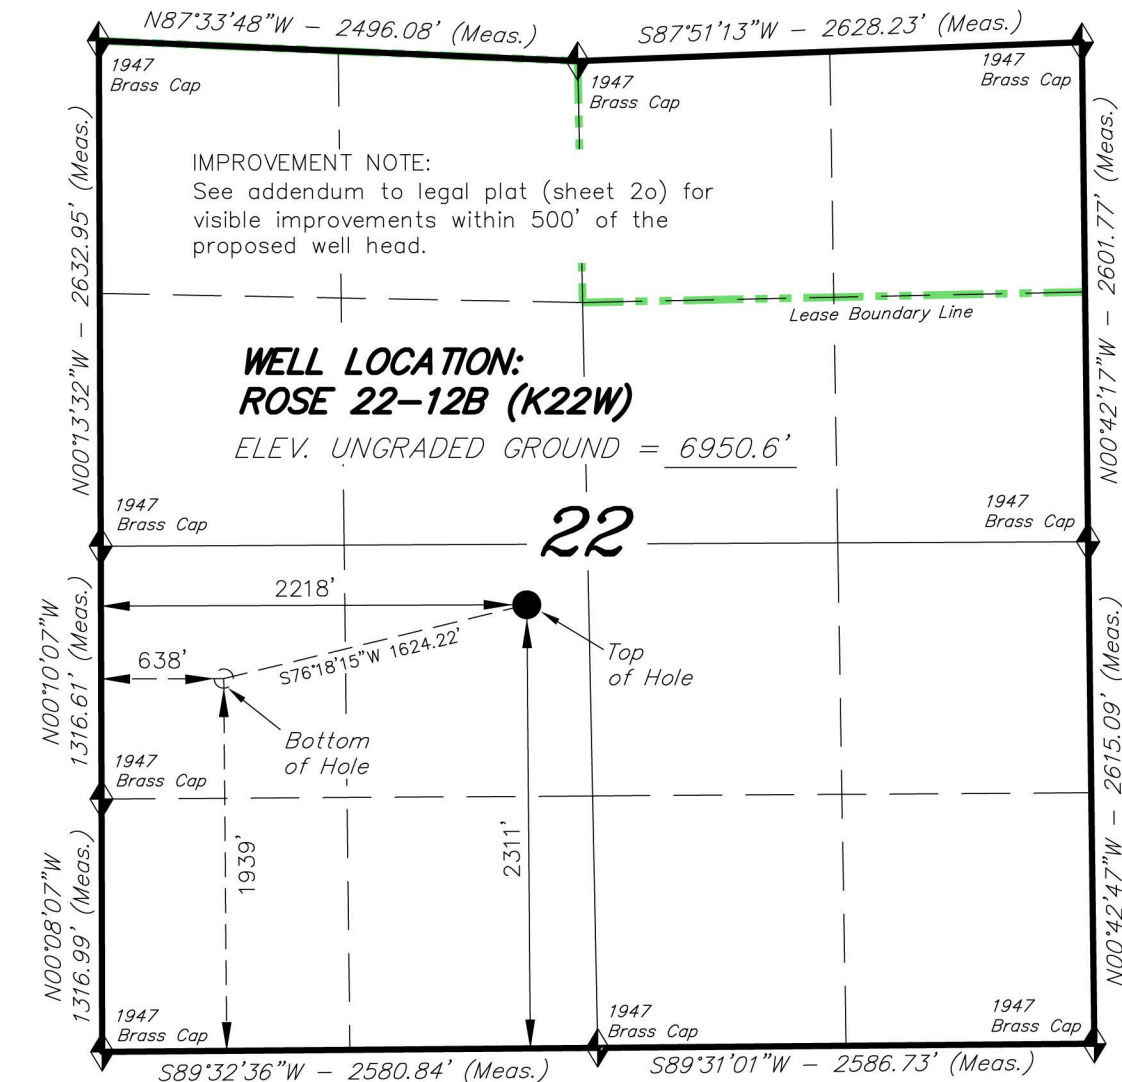 N87°33'48"W - 2496.08' (Meas.)
S87°51'13"W - 2628.23' (Meas.)
1947
Brass Cap
1947
Brass Cap
1947
Brass Cap
N00°13'32"W - 2632.95' (Meas.)
N00°42'17"W - 2601.77' (Meas.)
IMPROVEMENT NOTE:
See addendum to legal plat (sheet 2o) for
visible improvements within 500' of the
proposed well head.
Lease Boundary Line
WELL LOCATION:
ROSE 22-12B (K22W)
ELEV. UNGRADED GROUND = 6950.6'
1947
Brass Cap
22
1947
Brass Cap
N00°10'07"W
1316.61' (Meas.)
2218'
638'
S76°18'15"W 1624.22'
Top
of Hole
Bottom
of Hole
N00°42'47"W - 2615.09' (Meas.)
1947
Brass Cap
1939'
2311'
N00°08'07"W
1316.99' (Meas.)
1947
Brass Cap
1947
Brass Cap
1947
Brass Cap
S89°32'36"W - 2580.84' (Meas.)
S89°31'01"W - 2586.73' (Meas.)